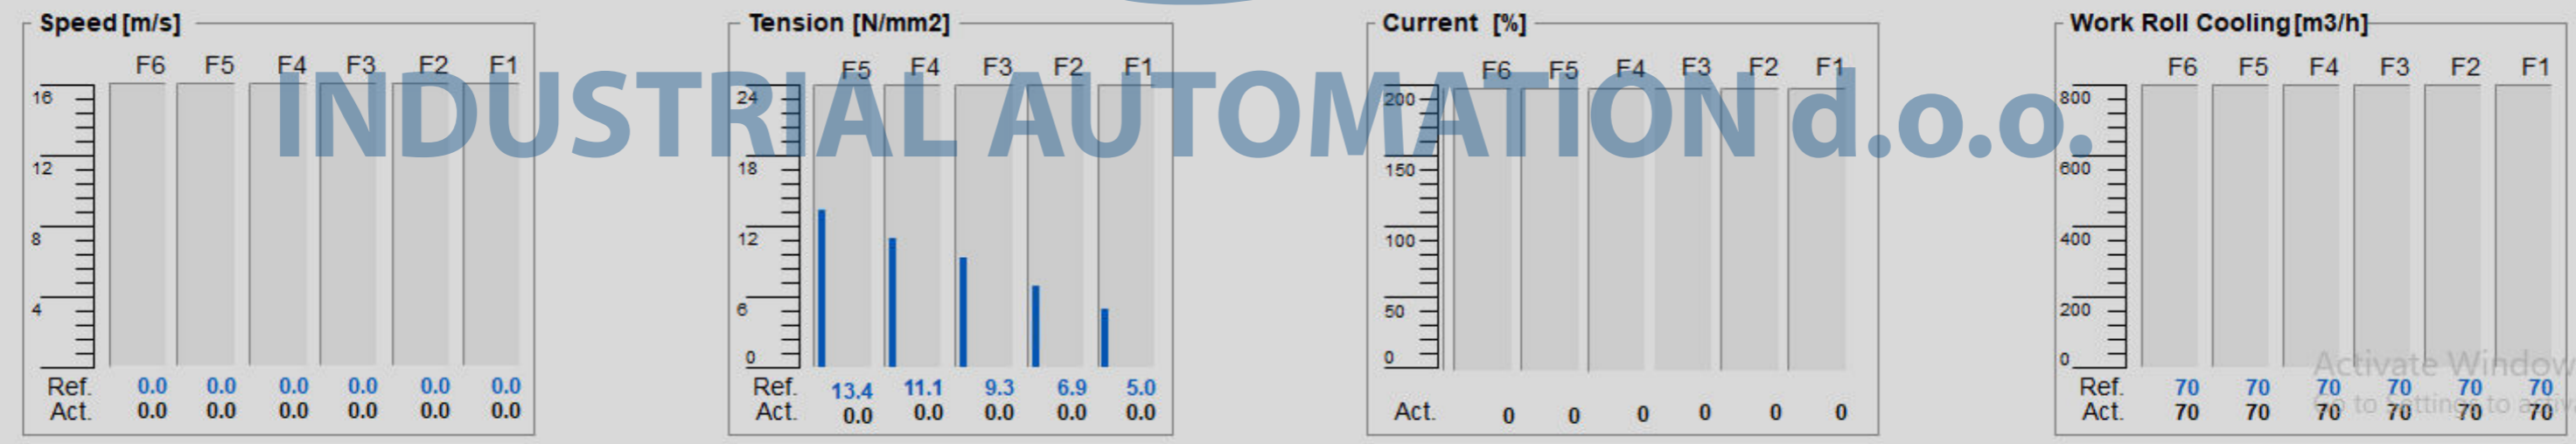 Speed [m/s]
F6 F5 F4 F3 F2 F1
16
12
8
4
Ref. 0.0 0.0 0.0 0.0 0.0 0.0
Act. 0.0 0.0 0.0 0.0 0.0 0.0
Tension [N/mm2]
F5 F4 F3 F2 F1
24
18
12
6
0
Ref. 13.4 11.1 9.3 6.9 5.0
Act. 0.0 0.0 0.0 0.0 0.0
Current [%]
F6 F5 F4 F3 F2 F1
200
150
100
50
0
Act. 0 0 0 0 0 0
Work Roll Cooling [m3/h]
F6 F5 F4 F3 F2 F1
800
600
400
200
0
Ref. 70 70 70 70 70 70
Act. 70 70 70 70 70 70
INDUSTRIAL AUTOMATION d.o.o.
Activate Window
Go to Settings to activ